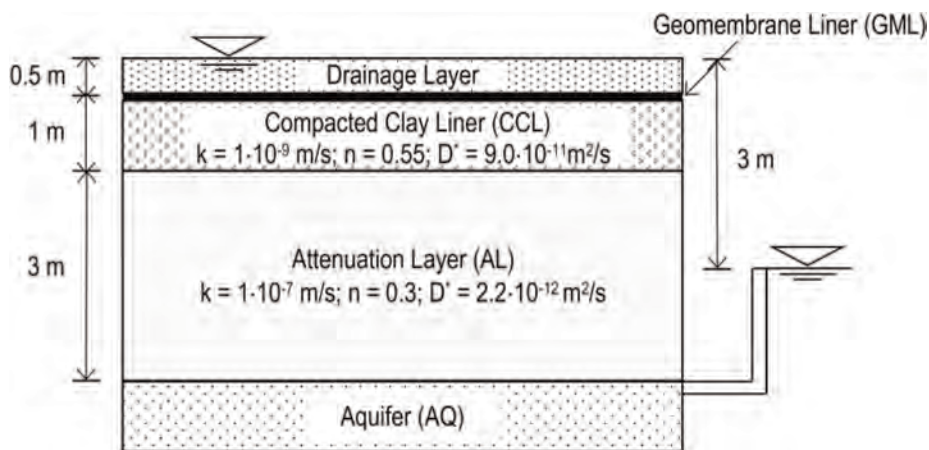 Geomembrane Liner (GML)
0.5 m
Drainage Layer
1 m
Compacted Clay Liner (CCL)
k = 1·10⁻⁹ m/s; n = 0.55; D* = 9.0·10⁻¹¹m²/s
3 m
3 m
Attenuation Layer (AL)
k = 1·10⁻⁷ m/s; n = 0.3; D* = 2.2·10⁻¹² m²/s
Aquifer (AQ)